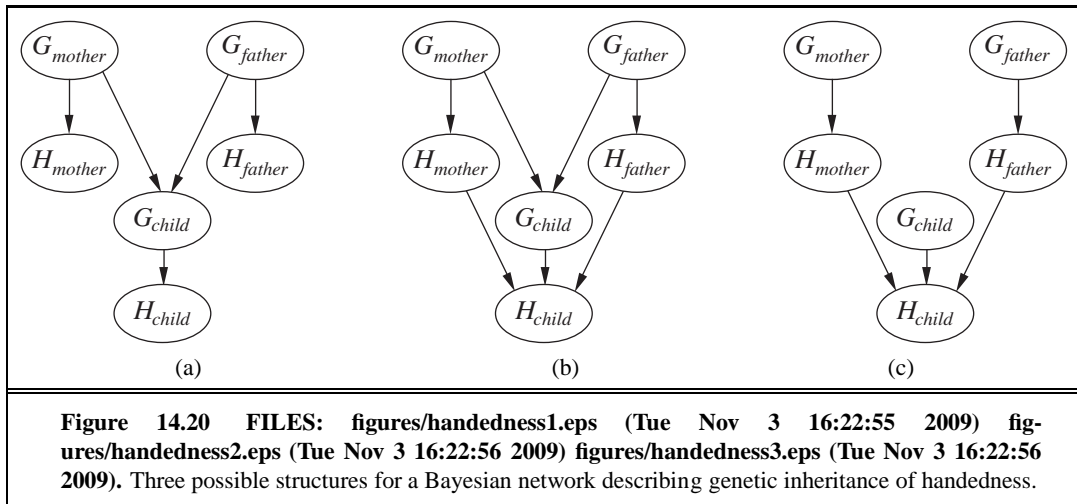 G_mother G_father G_mother G_father G_mother G_father
H_mother H_father H_mother H_father H_mother H_father
G_child G_child G_child
H_child H_child H_child
(a) (b) (c)
Figure 14.20 FILES: figures/handedness1.eps (Tue Nov 3 16:22:55 2009) fig-
ures/handedness2.eps (Tue Nov 3 16:22:56 2009) figures/handedness3.eps (Tue Nov 3 16:22:56
2009). Three possible structures for a Bayesian network describing genetic inheritance of handedness.